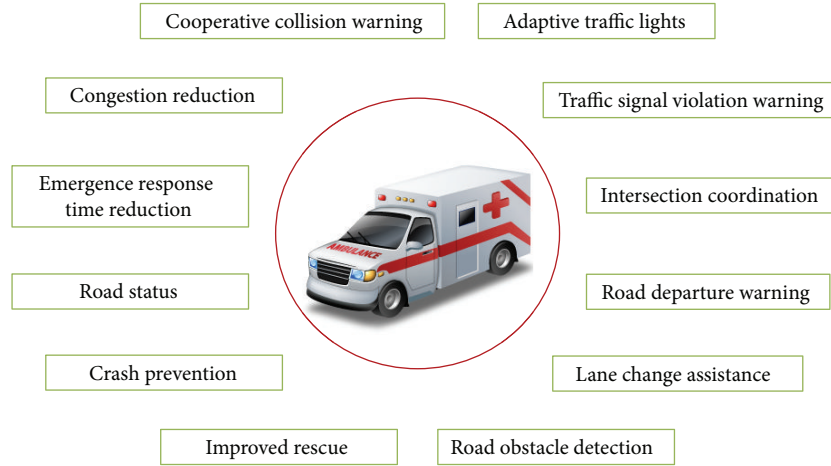 Cooperative collision warning
Adaptive traffic lights
Congestion reduction
Traffic signal violation warning
Emergence response
time reduction
Intersection coordination
AMBULANCE
Road status
Road departure warning
Crash prevention
Lane change assistance
Improved rescue
Road obstacle detection